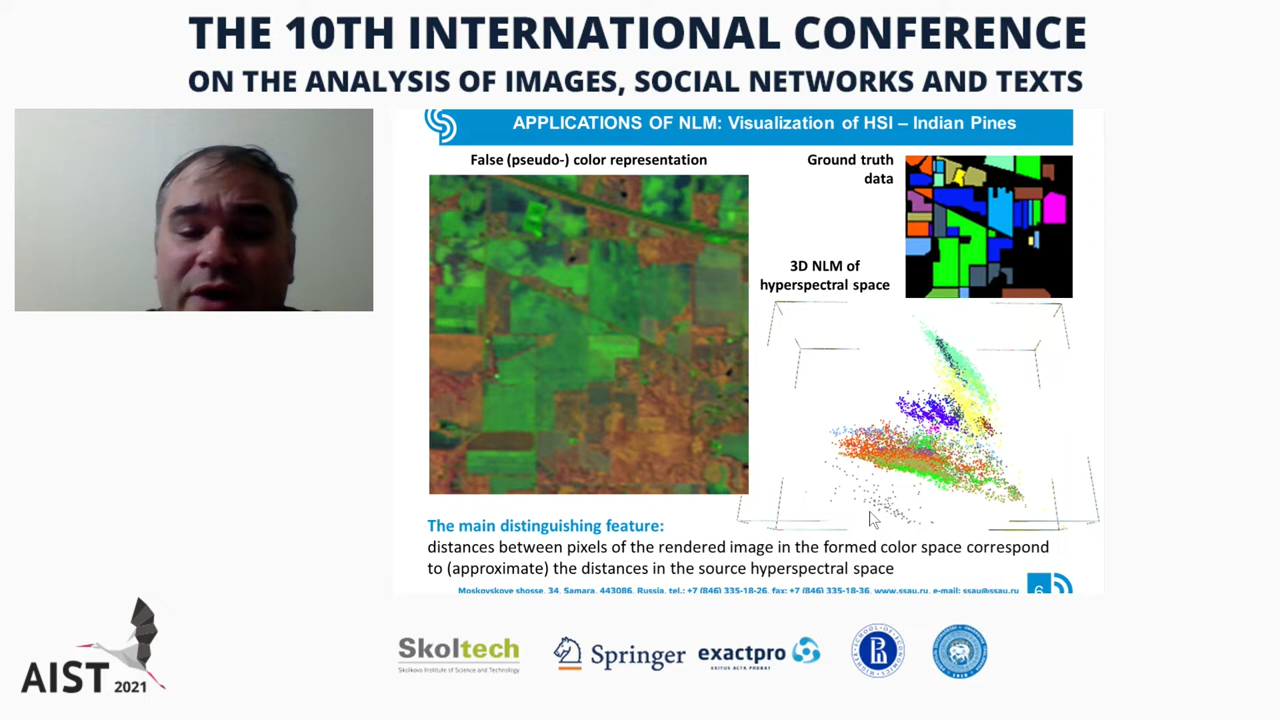 THE 10TH INTERNATIONAL CONFERENCE
ON THE ANALYSIS OF IMAGES, SOCIAL NETWORKS AND TEXTS
APPLICATIONS OF NLM: Visualization of HSI – Indian Pines
False (pseudo-) color representation
Ground truth
data
3D NLM of
hyperspectral space
The main distinguishing feature:
distances between pixels of the rendered image in the formed color space correspond
to (approximate) the distances in the source hyperspectral space
Moskovskoye shosse, 34, Samara, 443086, Russia, tel.: +7 (846) 335-18-26, fax: +7 (846) 335-18-36, www.ssau.ru, e-mail: ssau@ssau.ru
6
AIST 2021
Skoltech
Skolkovo Institute of Science and Technology
Springer
exactpro
EXITUS ACTA PROBAT